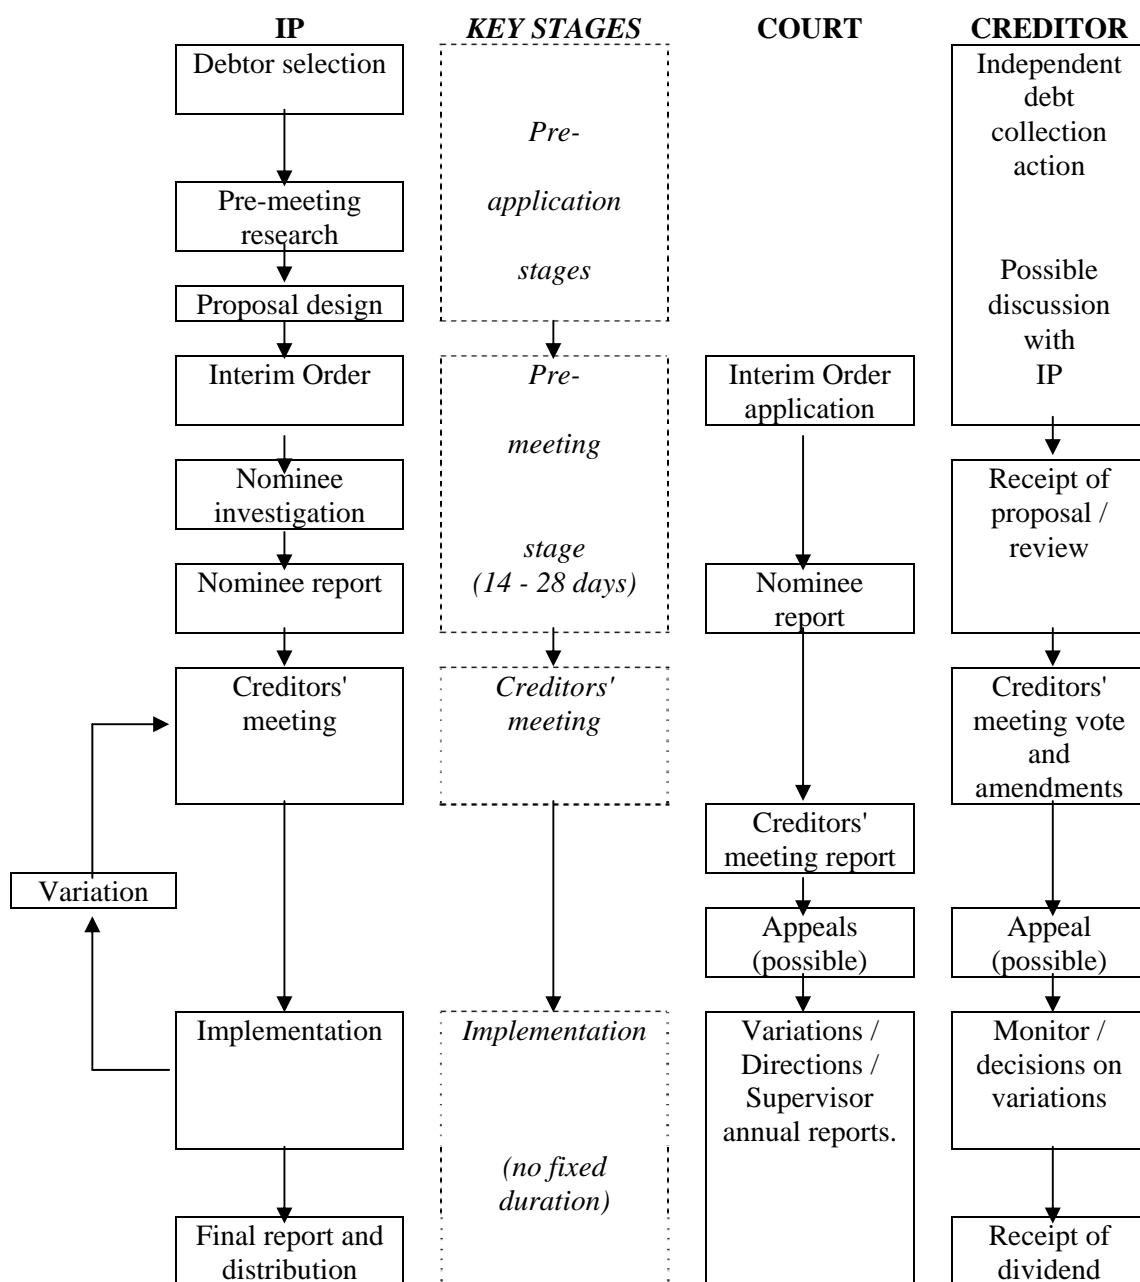 IP
KEY STAGES
COURT
CREDITOR
Debtor selection
Pre-meeting
research
Proposal design
Interim Order
Nominee
investigation
Nominee report
Creditors'
meeting
Variation
Implementation
Final report and
distribution
Pre-
application
stages
Pre-
meeting
stage
(14 - 28 days)
Creditors'
meeting
Implementation
(no fixed
duration)
Interim Order
application
Nominee
report
Creditors'
meeting report
Appeals
(possible)
Variations /
Directions /
Supervisor
annual reports.
Independent
debt
collection
action
Possible
discussion
with
IP
Receipt of
proposal /
review
Creditors'
meeting vote
and
amendments
Appeal
(possible)
Monitor /
decisions on
variations
Receipt of
dividend